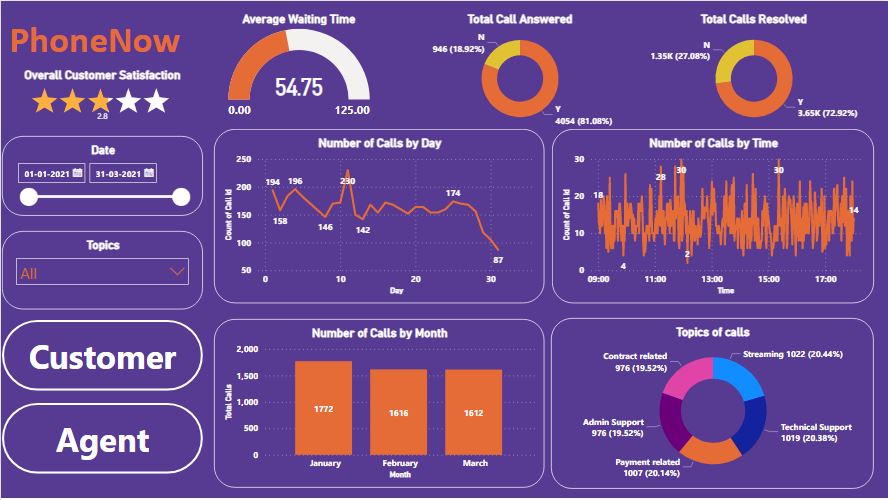 PhoneNow
Overall Customer Satisfaction
2.8
Average Waiting Time
54.75
0.00
125.00
Total Call Answered
N
946 (18.92%)
Y
4054 (81.08%)
Total Calls Resolved
N
1.35K (27.08%)
Y
3.65K (72.92%)
Date
01-01-2021
31-03-2021
Topics
All
Customer
Agent
Number of Calls by Day
Count of Call Id
250
200
150
100
50
194
158
196
146
230
142
174
87
0
10
20
30
Day
Number of Calls by Time
Count of Call Id
30
20
10
0
18
4
28
30
2
30
14
09:00
11:00
13:00
15:00
17:00
Time
Number of Calls by Month
Total Calls
2,000
1,500
1,000
500
0
1772
1616
1612
January
February
March
Month
Topics of calls
Contract related
976 (19.52%)
Streaming 1022 (20.44%)
Admin Support
976 (19.52%)
Technical Support
1019 (20.38%)
Payment related
1007 (20.14%)